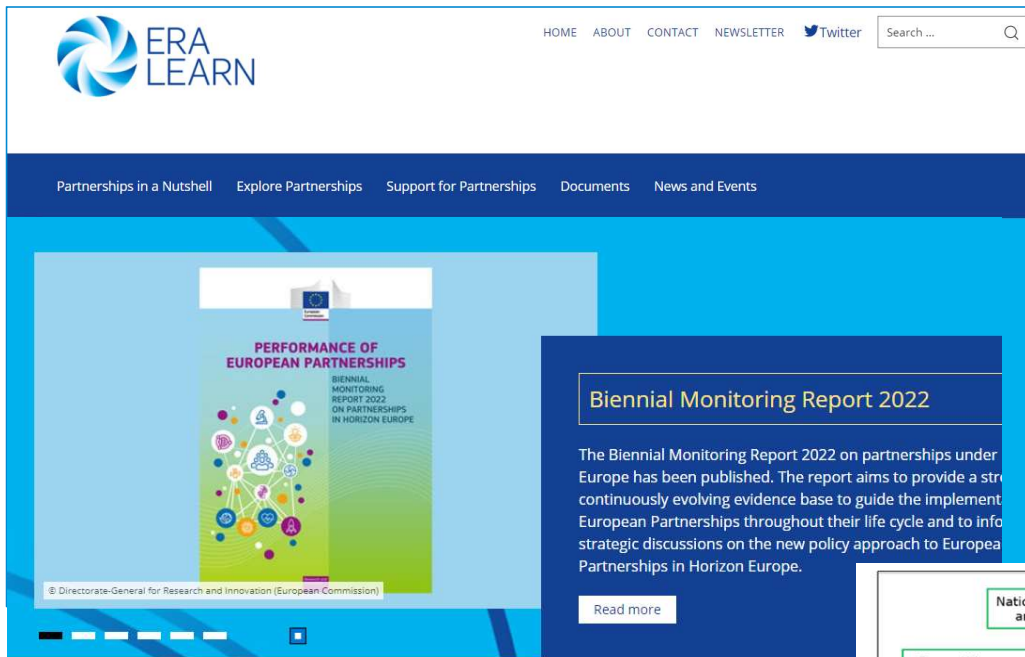 ERA
LEARN
HOME ABOUT CONTACT NEWSLETTER Twitter Search ...
Partnerships in a Nutshell Explore Partnerships Support for Partnerships Documents News and Events
European
Commission
PERFORMANCE OF
EUROPEAN PARTNERSHIPS
BIENNIAL
MONITORING
REPORT 2022
ON PARTNERSHIPS
IN HORIZON EUROPE
© Directorate-General for Research and Innovation (European Commission)
Biennial Monitoring Report 2022
The Biennial Monitoring Report 2022 on partnerships under
Europe has been published. The report aims to provide a str
continuously evolving evidence base to guide the implement
European Partnerships throughout their life cycle and to info
strategic discussions on the new policy approach to Europea
Partnerships in Horizon Europe.
Read more